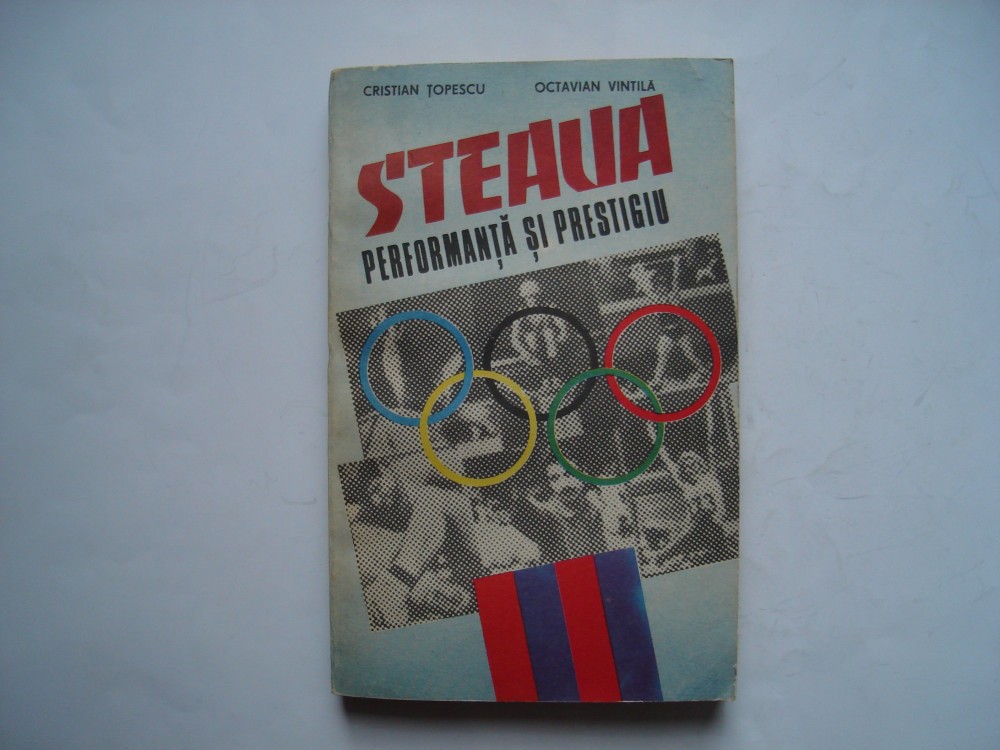 CRISTIAN ȚOPESCU OCTAVIAN VINTILĂ
STEAUA
PERFORMANȚĂ ȘI PRESTIGIU